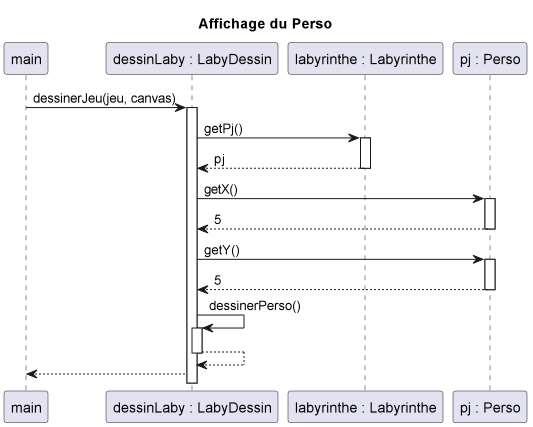 Affichage du Perso
main
dessinLaby : LabyDessin
labyrinthe : Labyrinthe
pj : Perso
dessinerJeu(jeu, canvas)
getPj()
pj
getX()
5
getY()
5
dessinerPerso()
main
dessinLaby : LabyDessin
labyrinthe : Labyrinthe
pj : Perso